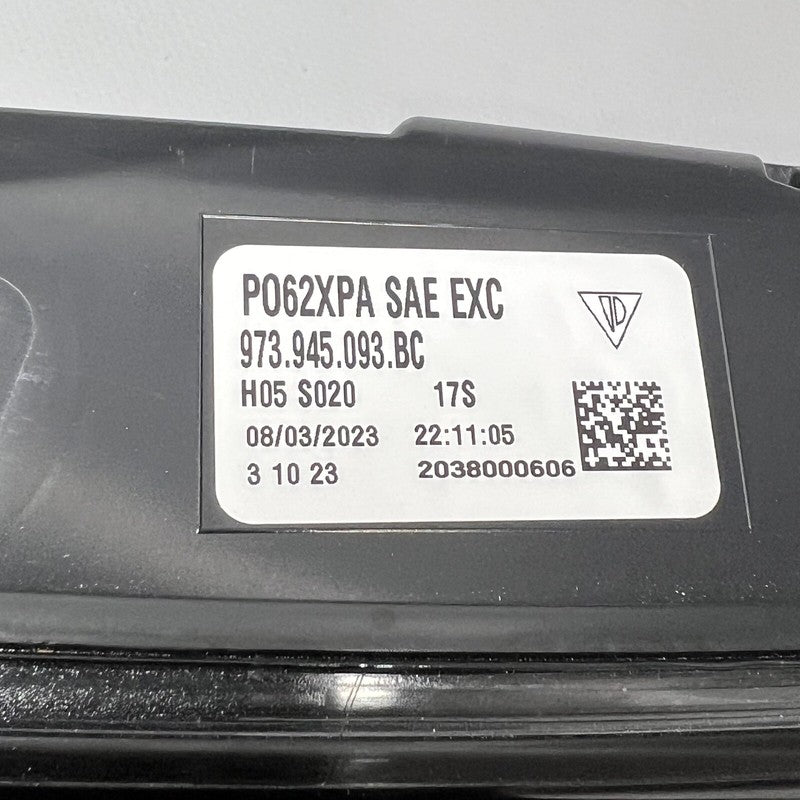 PO62XPA SAE EXC
973.945.093.BC
H05 S020 17S
08/03/2023 22:11:05
3 10 23 2038000606